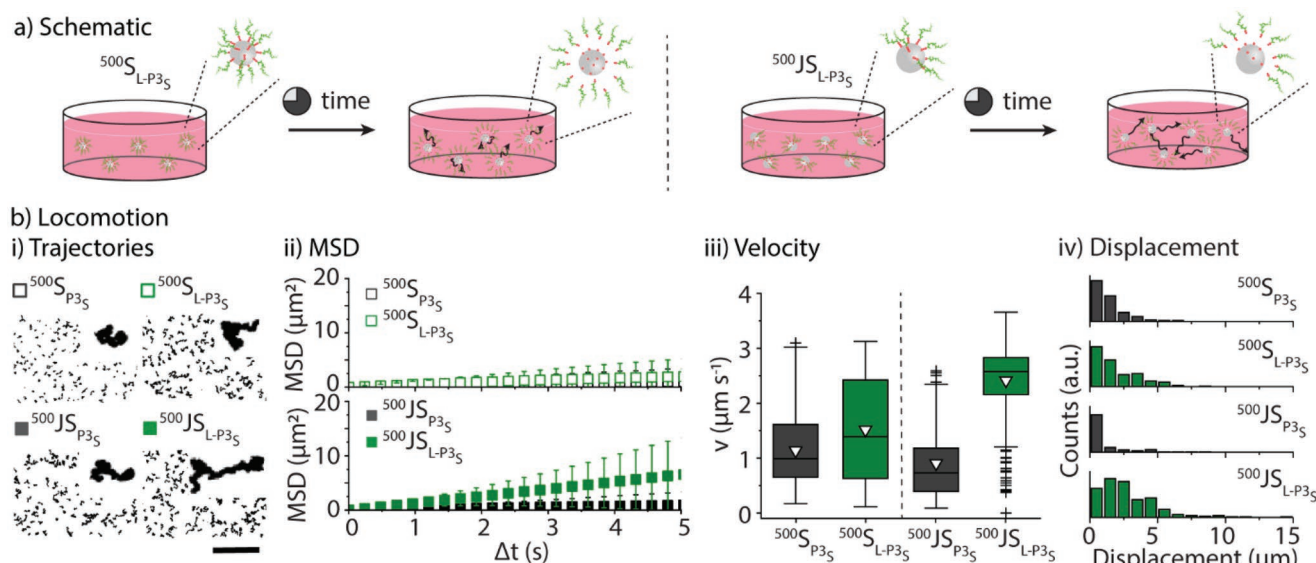 a) Schematic
500SL-P3S
time
500JSL-P3S
time
b) Locomotion
i) Trajectories
500SP3S
500SL-P3S
500JSP3S
500JSL-P3S
ii) MSD
20
10
0
MSD (µm²)
500SP3S
500SL-P3S
20
10
0
MSD (µm²)
500JSP3S
500JSL-P3S
0 1 2 3 4 5
Δt (s)
iii) Velocity
4
3
2
1
0
v (µm s⁻¹)
500SP3S
500SL-P3S
500JSP3S
500JSL-P3S
iv) Displacement
Counts (a.u.)
500SP3S
500SL-P3S
500JSP3S
500JSL-P3S
0 5 10 15
Displacement (µm)